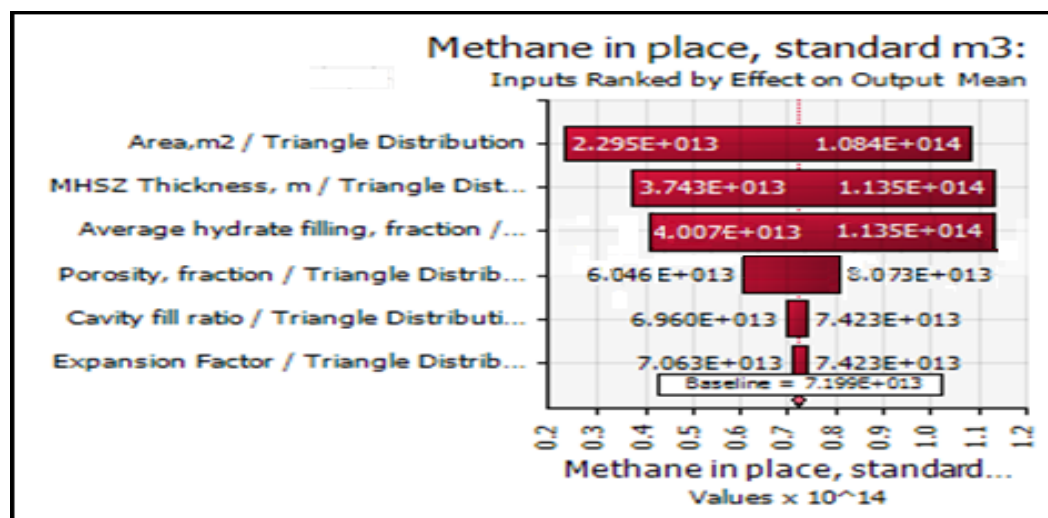 Methane in place, standard m3:
Inputs Ranked by Effect on Output Mean
Area,m2 / Triangle Distribution
2.295E+013
1.084E+014
MHSZ Thickness, m / Triangle Dist...
3.743E+013
1.135E+014
Average hydrate filling, fraction /...
4.007E+013
1.135E+014
Porosity, fraction / Triangle Distrib...
6.046E+013
8.073E+013
Cavity fill ratio / Triangle Distributi...
6.960E+013
7.423E+013
Expansion Factor / Triangle Distrib...
7.063E+013
7.423E+013
Baseline = 7.199E+013
0.2
0.3
0.4
0.5
0.6
0.7
0.8
0.9
1.0
1.1
1.2
Methane in place, standard...
Values x 10^14